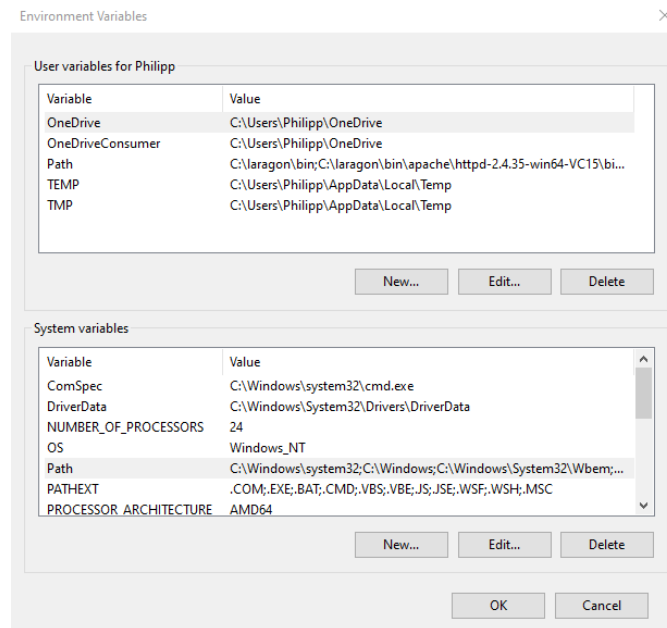 Environment Variables
User variables for Philipp
Variable Value
OneDrive C:\Users\Philipp\OneDrive
OneDriveConsumer C:\Users\Philipp\OneDrive
Path C:\laragon\bin;C:\laragon\bin\apache\httpd-2.4.35-win64-VC15\bi...
TEMP C:\Users\Philipp\AppData\Local\Temp
TMP C:\Users\Philipp\AppData\Local\Temp
New... Edit... Delete
System variables
Variable Value
ComSpec C:\Windows\system32\cmd.exe
DriverData C:\Windows\System32\Drivers\DriverData
NUMBER_OF_PROCESSORS 24
OS Windows_NT
Path C:\Windows\system32;C:\Windows;C:\Windows\System32\Wbem;...
PATHEXT .COM;.EXE;.BAT;.CMD;.VBS;.VBE;.JS;.JSE;.WSF;.WSH;.MSC
PROCESSOR_ARCHITECTURE AMD64
New... Edit... Delete
OK Cancel